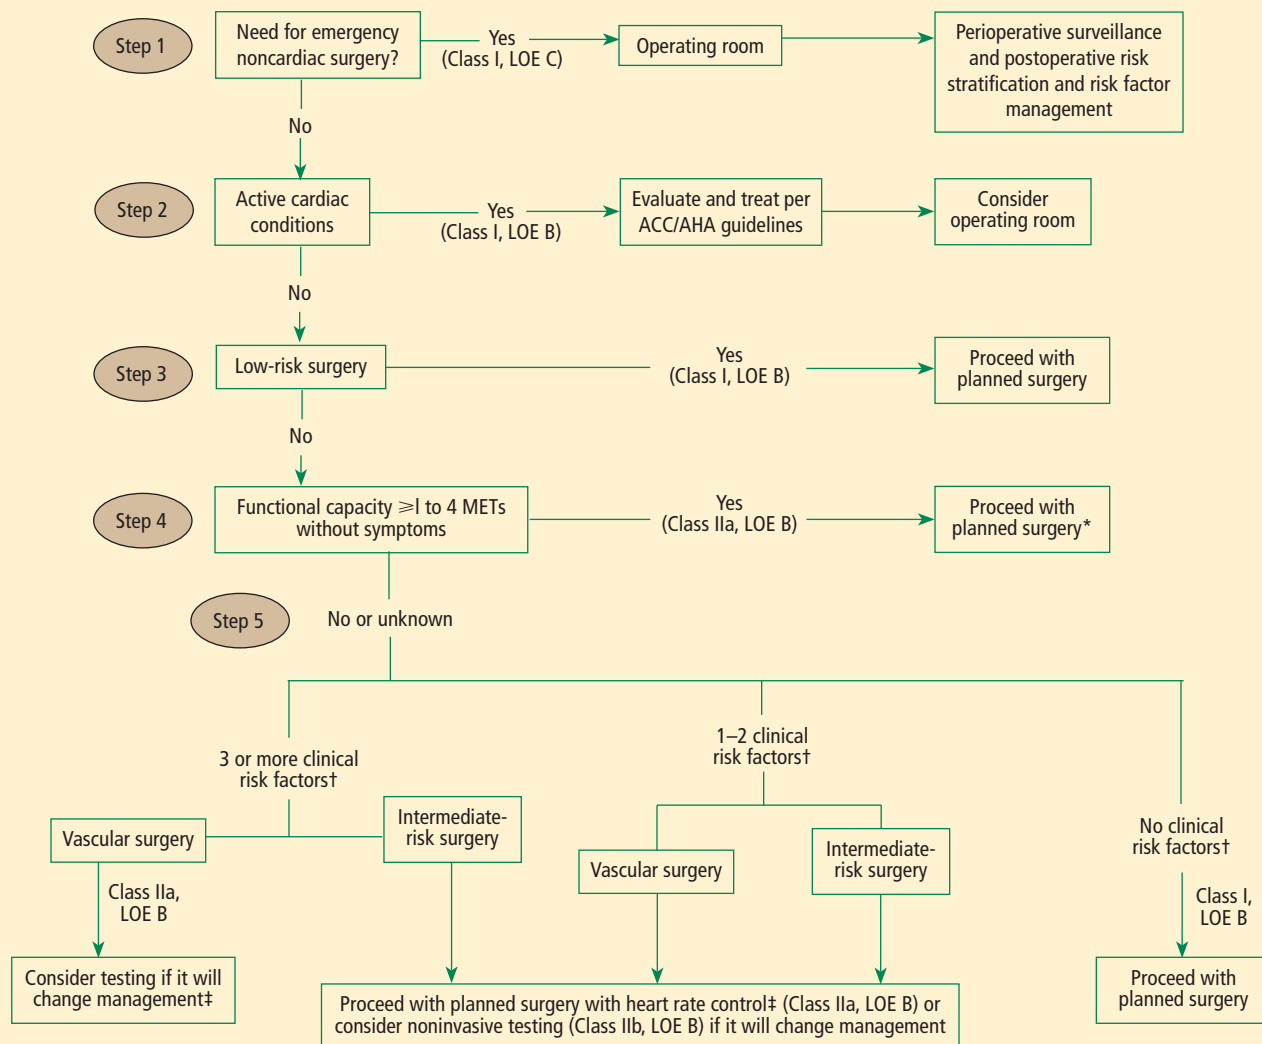 Step 1
Need for emergency
noncardiac surgery?
Yes
(Class I, LOE C)
Operating room
Perioperative surveillance
and postoperative risk
stratification and risk factor
management
No
Step 2
Active cardiac
conditions
Yes
(Class I, LOE B)
Evaluate and treat per
ACC/AHA guidelines
Consider
operating room
No
Step 3
Low-risk surgery
Yes
(Class I, LOE B)
Proceed with
planned surgery
No
Step 4
Functional capacity ⩾l to 4 METs
without symptoms
Yes
(Class IIa, LOE B)
Proceed with
planned surgery*
Step 5
No or unknown
3 or more clinical
risk factors†
1–2 clinical
risk factors†
No clinical
risk factors†
Vascular surgery
Intermediate-
risk surgery
Vascular surgery
Intermediate-
risk surgery
Class IIa,
LOE B
Class I,
LOE B
Consider testing if it will
change management‡
Proceed with planned surgery with heart rate control‡ (Class IIa, LOE B) or
consider noninvasive testing (Class IIb, LOE B) if it will change management
Proceed with
planned surgery